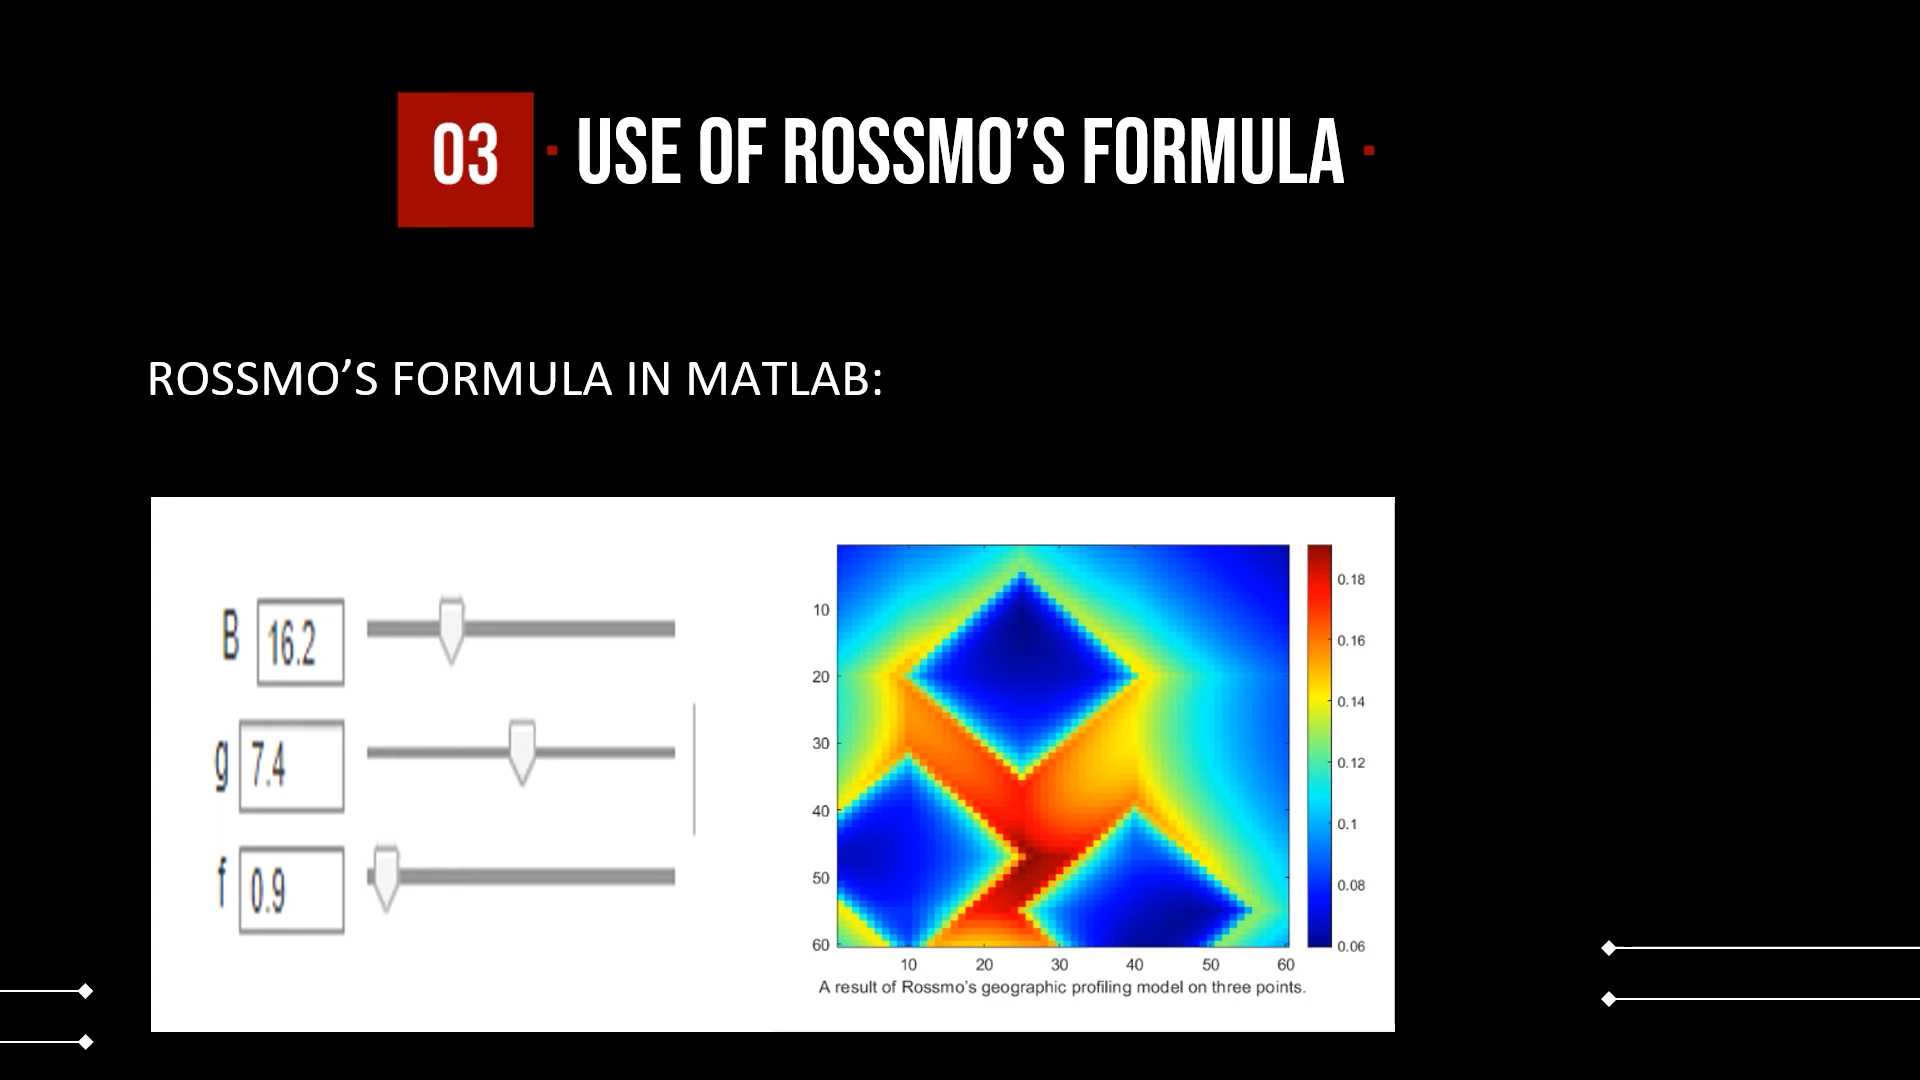 03
USE OF ROSSMO’S FORMULA
ROSSMO’S FORMULA IN MATLAB:
B 16.2
g 7.4
f 0.9
10
20
30
40
50
60
10 20 30 40 50 60
0.18
0.16
0.14
0.12
0.1
0.08
0.06
A result of Rossmo's geographic profiling model on three points.